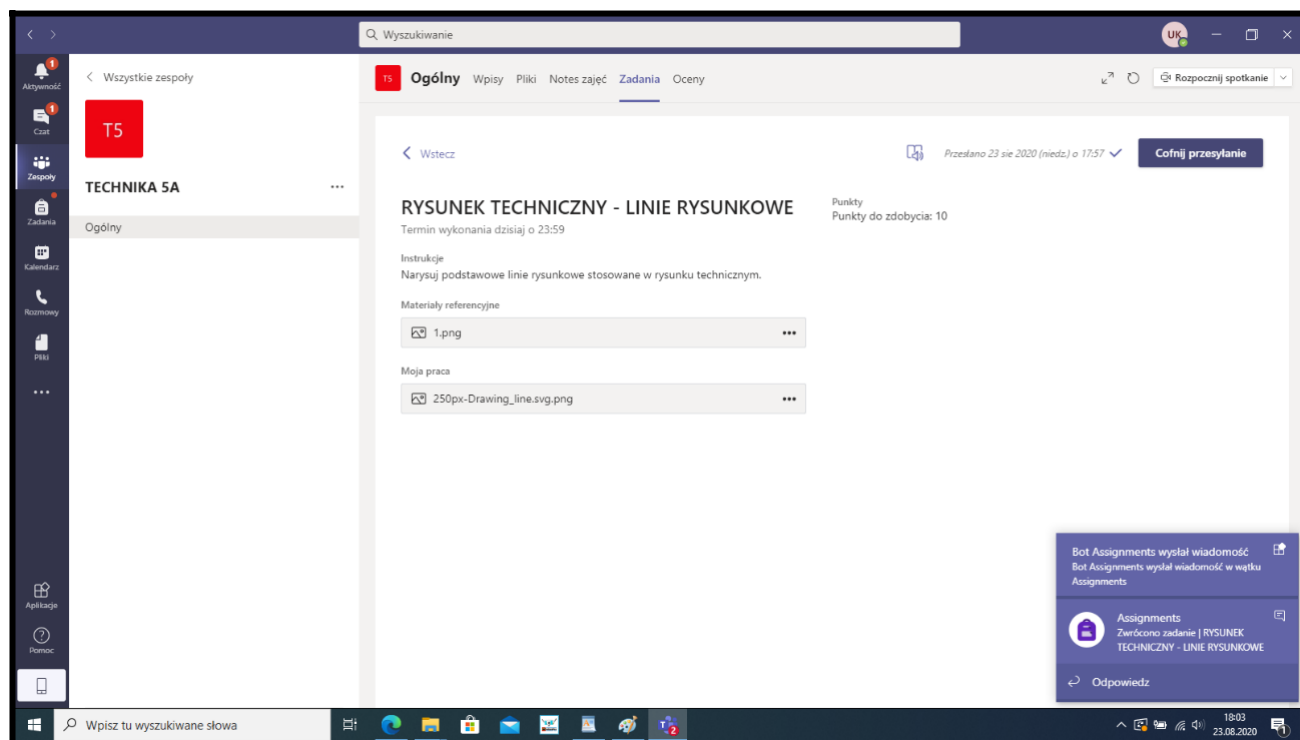 Wyszukiwanie
UK
1
Aktywność
1
Czat
Zespoły
Zadania
Kalendarz
Rozmowy
Pliki
Aplikacje
Pomoc
Wszystkie zespoły
T5
TECHNIKA 5A
Ogólny
T5 Ogólny Wpisy Pliki Notes zajęć Zadania Oceny
Rozpocznij spotkanie
Wstecz
Przesłano 23 sie 2020 (niedz.) o 17:57
Cofnij przesyłanie
RYSUNEK TECHNICZNY - LINIE RYSUNKOWE
Termin wykonania dzisiaj o 23:59
Punkty
Punkty do zdobycia: 10
Instrukcje
Narysuj podstawowe linie rysunkowe stosowane w rysunku technicznym.
Materiały referencyjne
1.png
Moja praca
250px-Drawing_line.svg.png
Bot Assignments wysłał wiadomość
Bot Assignments wysłał wiadomość w wątku
Assignments
Assignments
Zwrócono zadanie | RYSUNEK
TECHNICZNY - LINIE RYSUNKOWE
Odpowiedz
Wpisz tu wyszukiwane słowa
2
18:03
23.08.2020
1